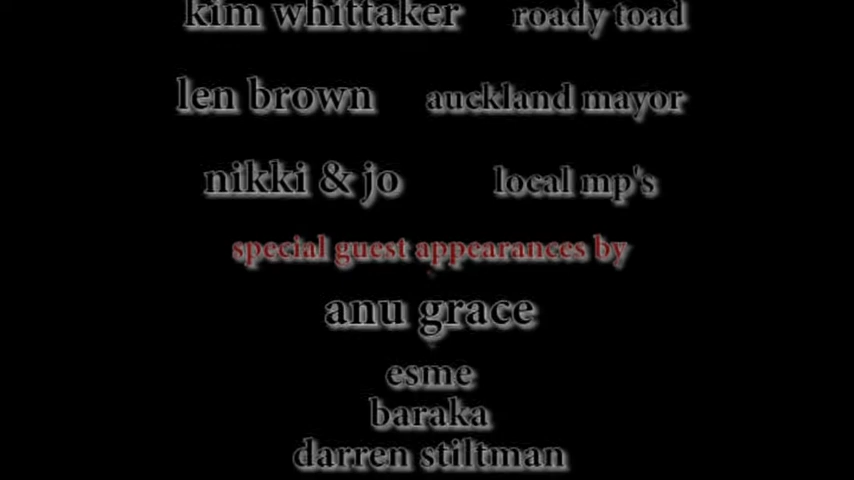 kim whittaker roady toad
len brown auckland mayor
nikki & jo local mp's
special guest appearances by
anu grace
esme
baraka
darren stiltman